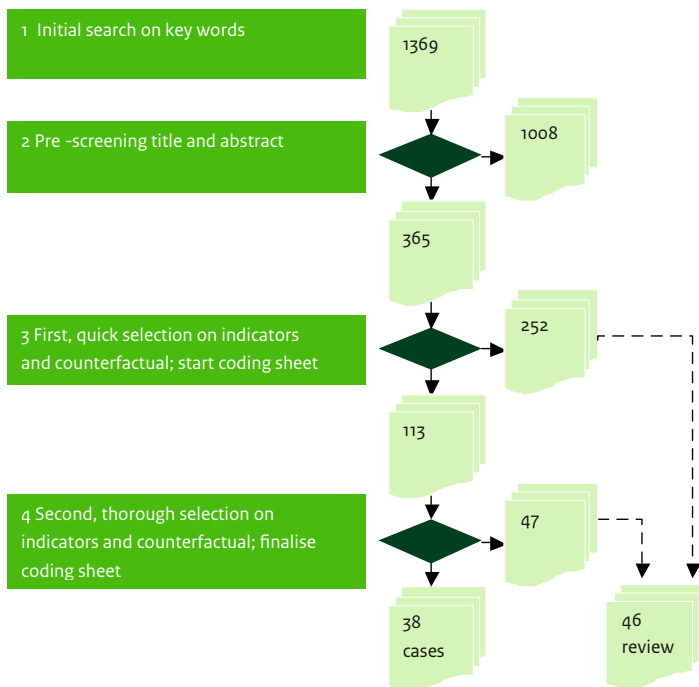 1 Initial search on key words
1369
2 Pre -screening title and abstract
1008
365
3 First, quick selection on indicators
and counterfactual; start coding sheet
252
113
4 Second, thorough selection on
indicators and counterfactual; finalise
coding sheet
47
38
cases
46
review